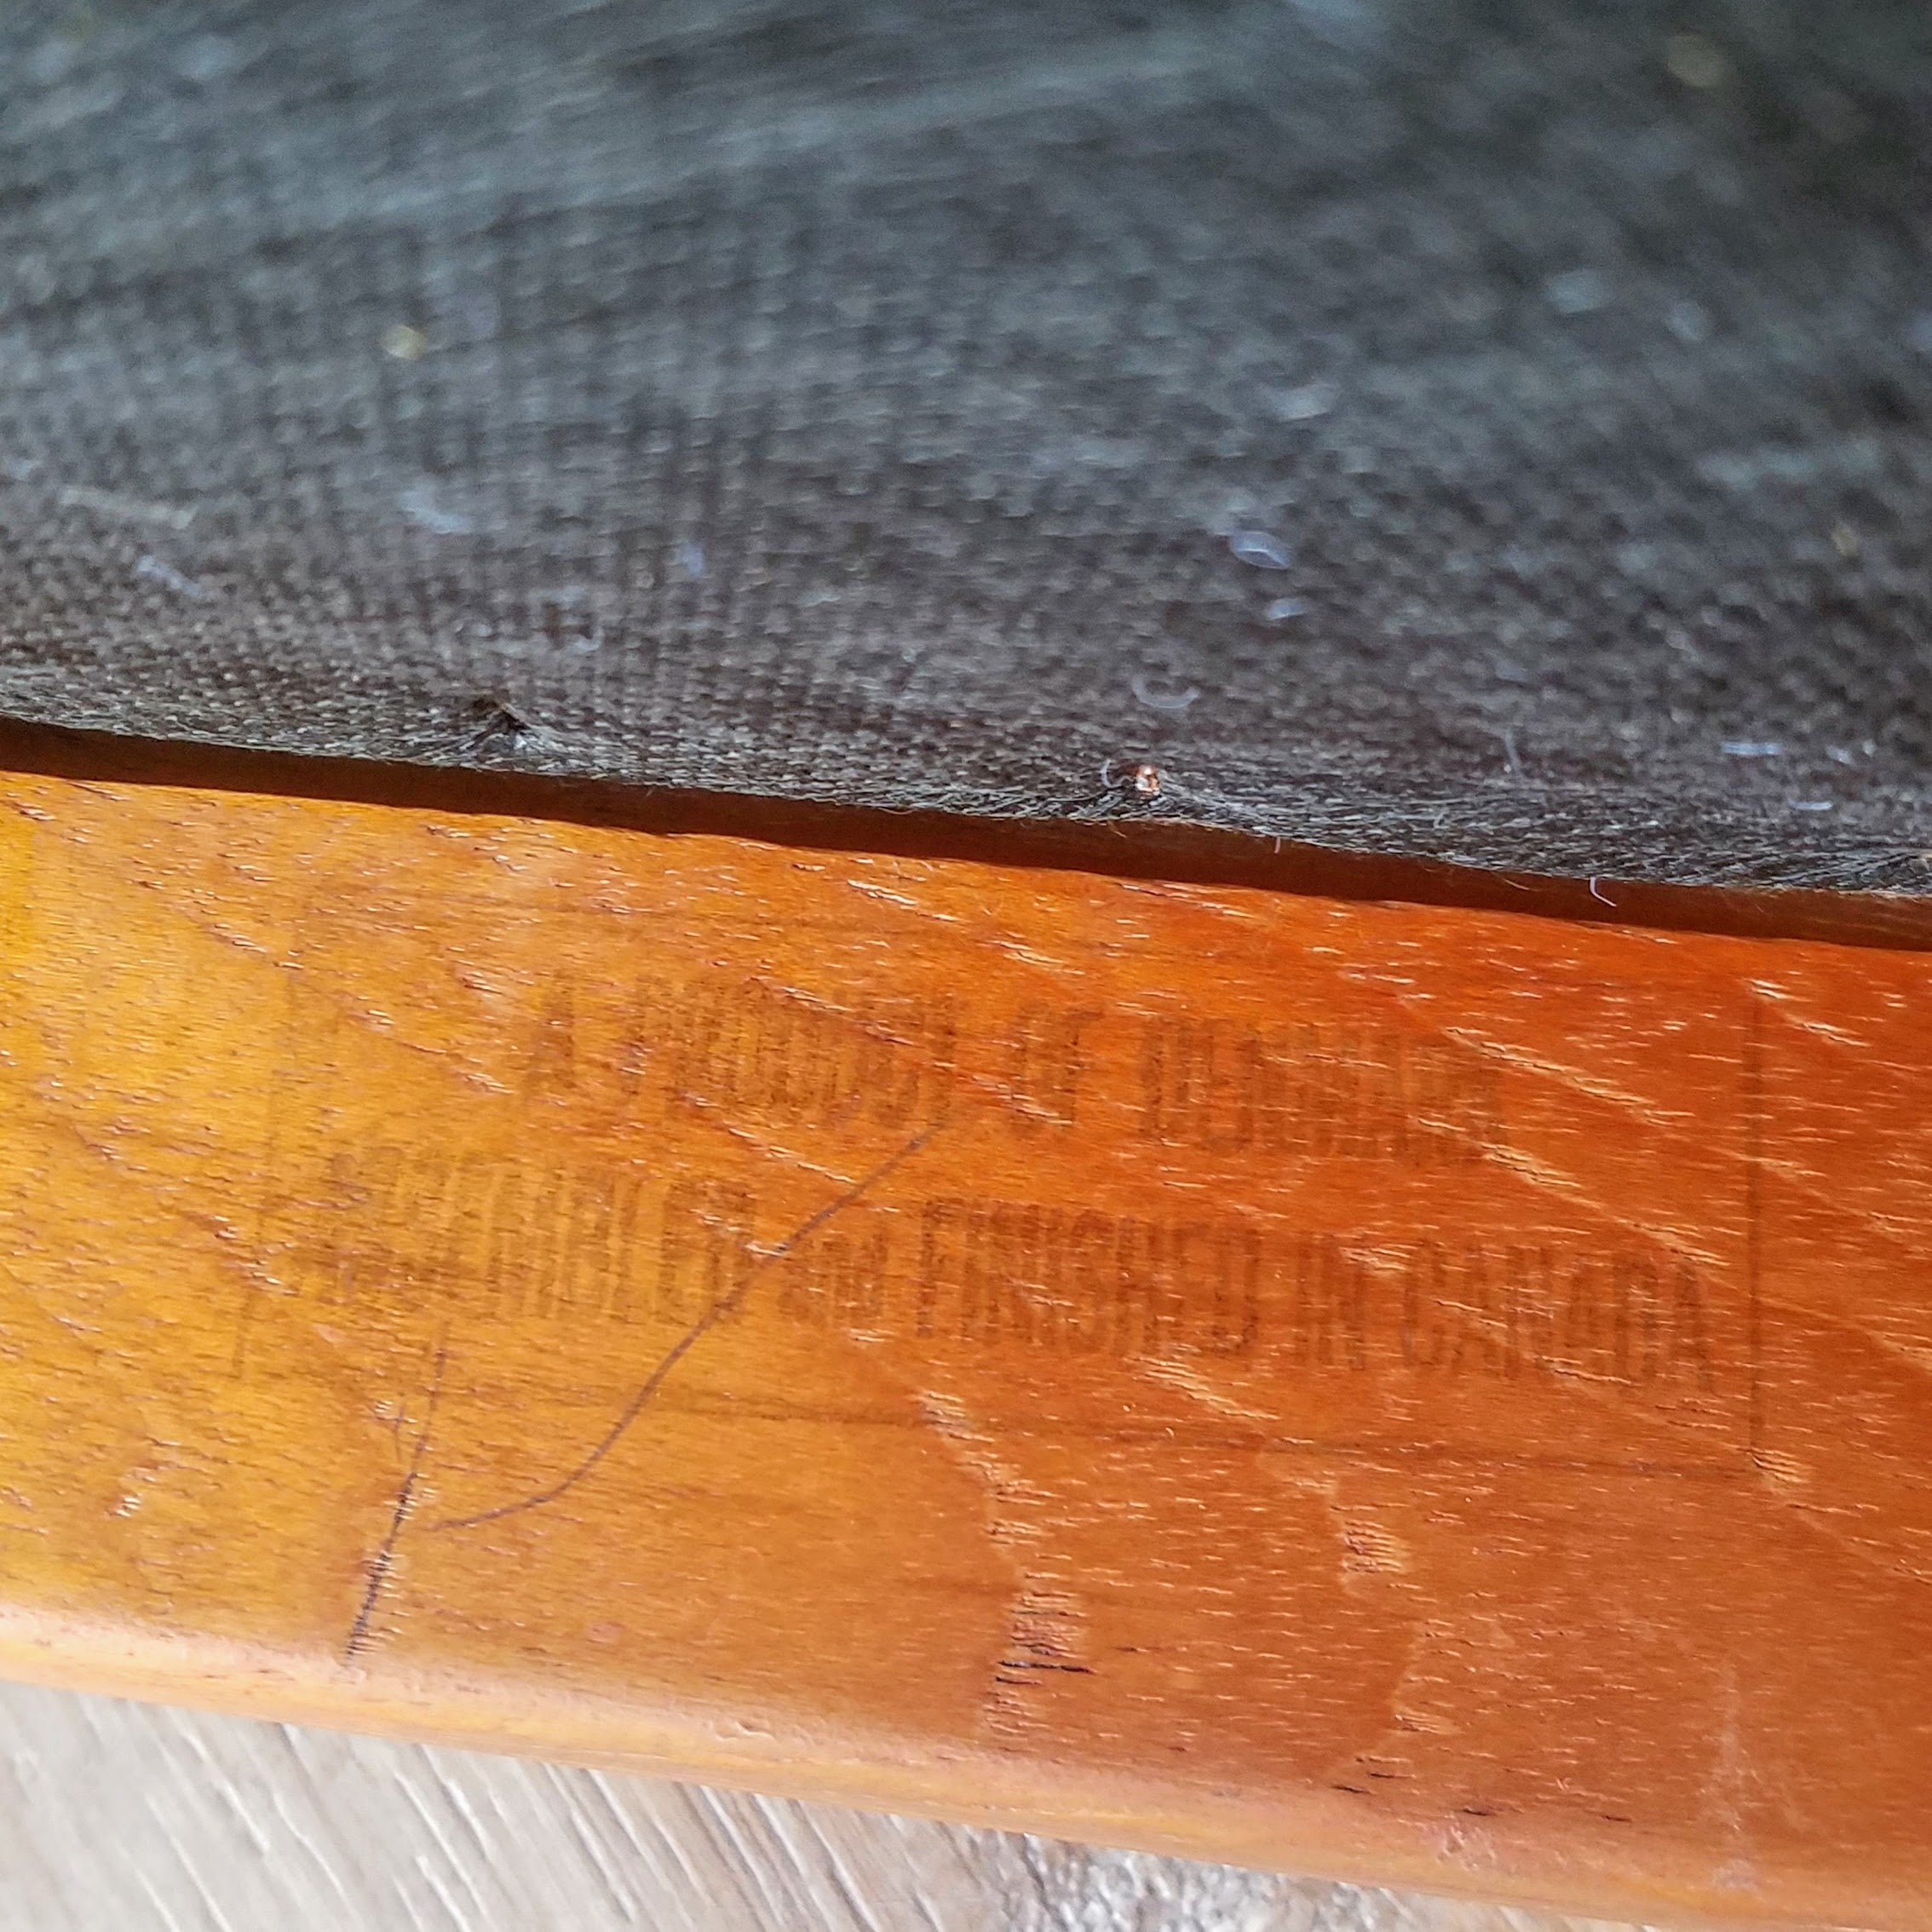 A PRODUCT OF DENMARK
ASSEMBLED and FINISHED IN CANADA